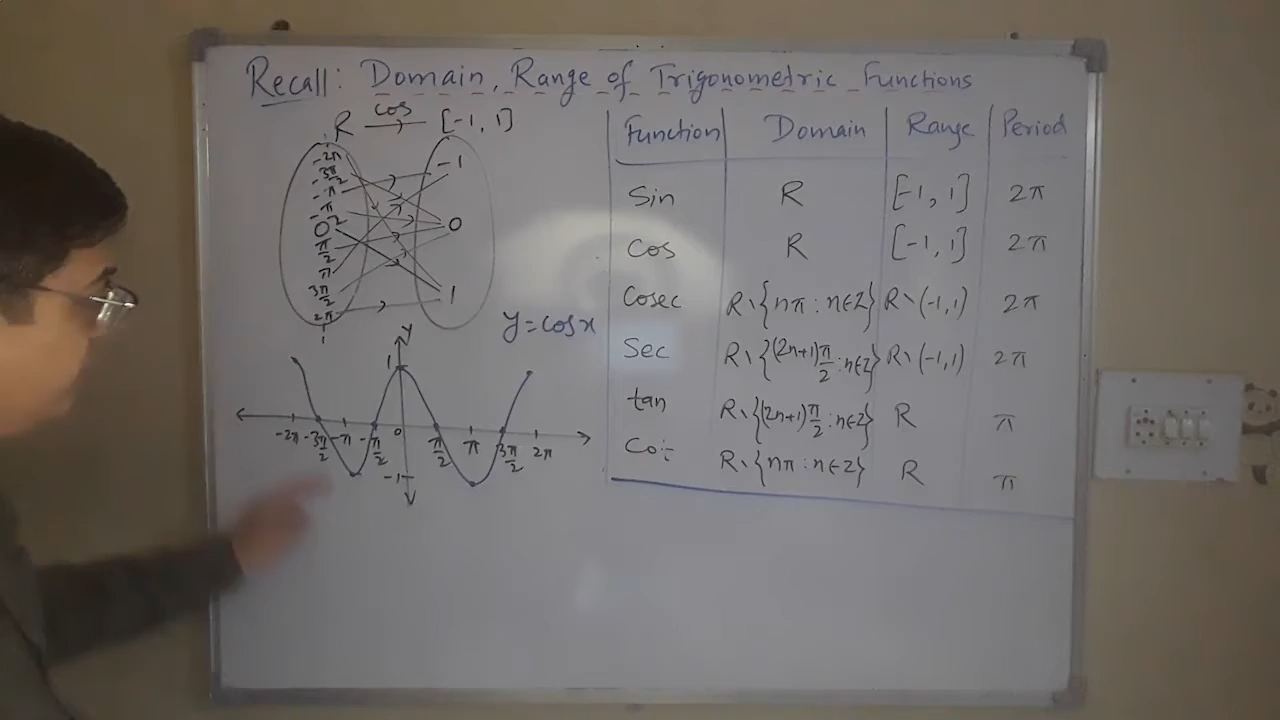 Recall: Domain, Range of Trigonometric Functions
R cos [-1, 1]
-2π
-3π/2
-π
-π/2
0
π/2
π
3π/2
2π
-1
0
1
y = cos x
y
1
-2π -3π/2 -π -π/2 0 π/2 π 3π/2 2π
-1
Function Domain Range Period
Sin R [-1, 1] 2π
Cos R [-1, 1] 2π
Cosec R \ {nπ : n∈Z} R \ (-1, 1) 2π
Sec R \ {(2n+1)π/2 : n∈Z} R \ (-1, 1) 2π
tan R \ {(2n+1)π/2 : n∈Z} R π
Cot R \ {nπ : n∈Z} R π